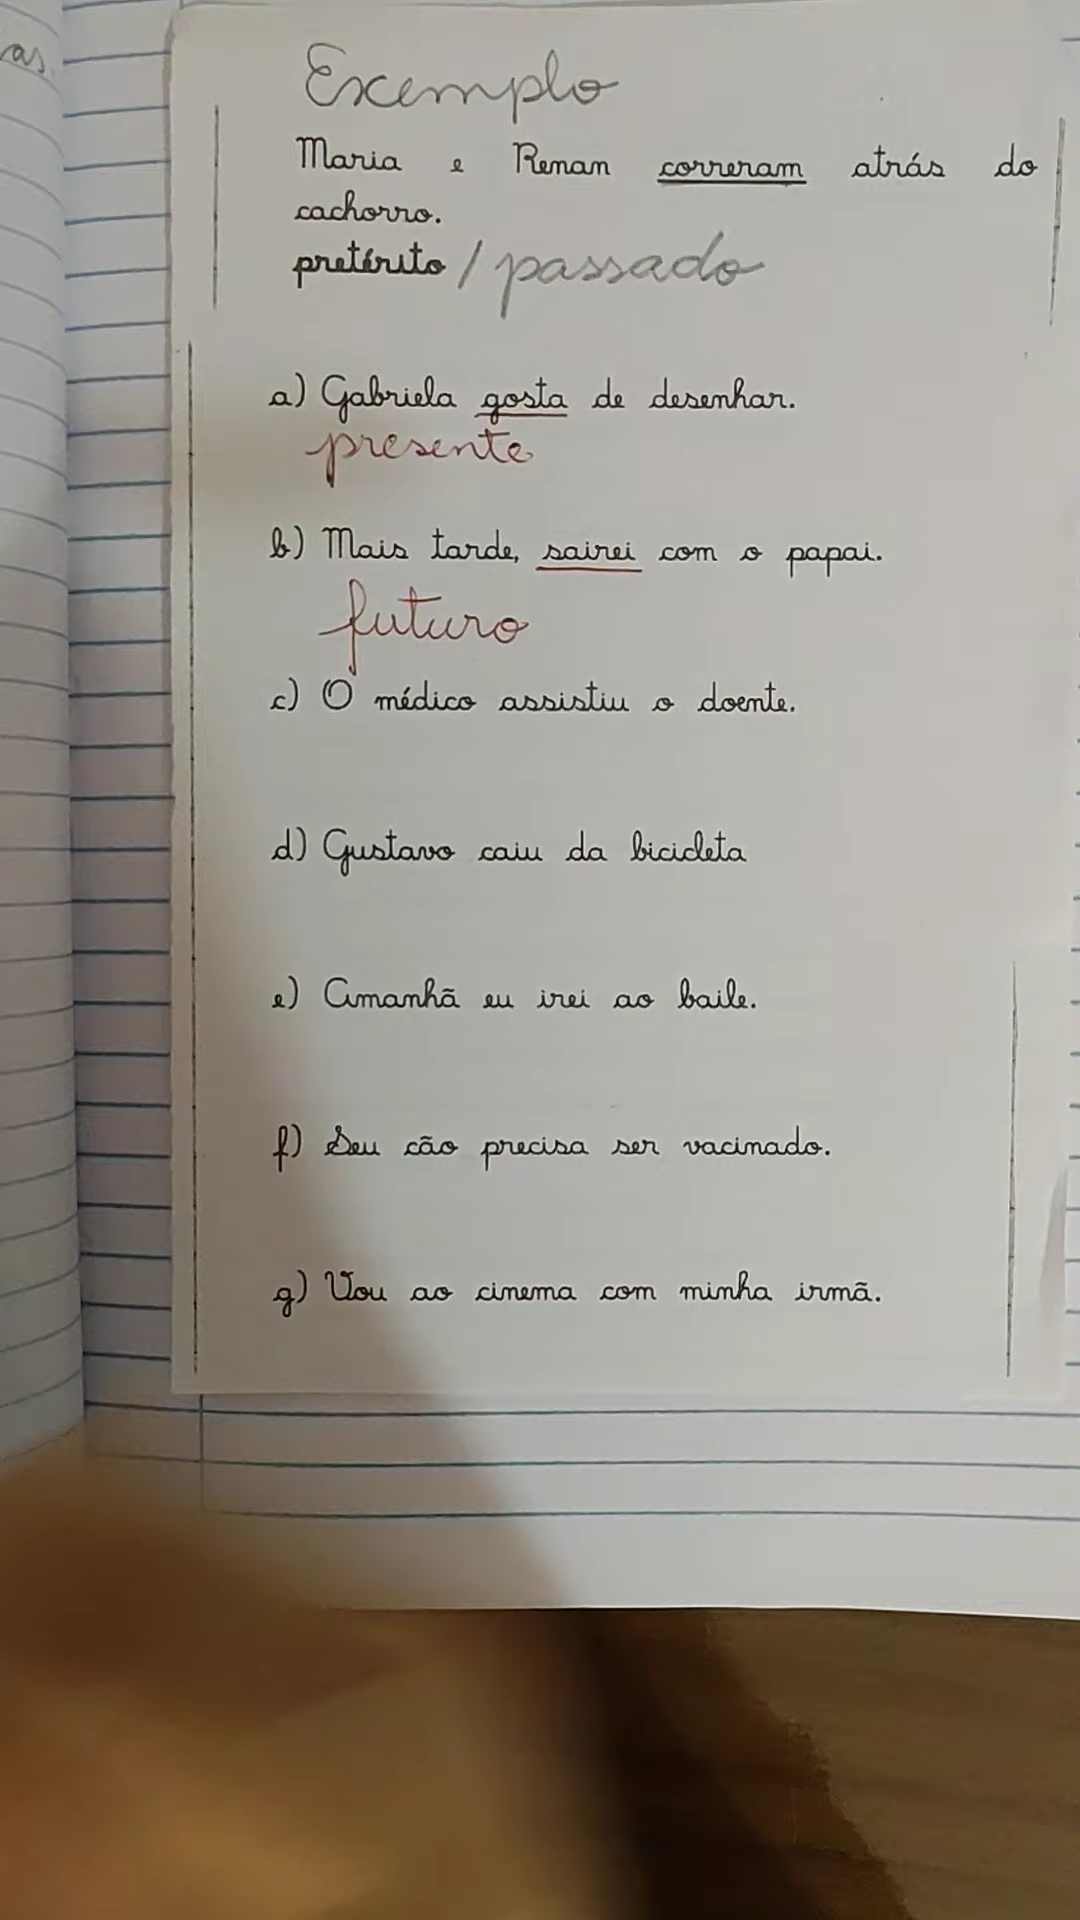 as
Exemplo
Maria e Renan correram atrás do
cachorro.
pretérito / passado
a) Gabriela gosta de desenhar.
presente
b) Mais tarde, sairei com o papai.
futuro
c) O médico assistiu o doente.
d) Gustavo caiu da bicicleta
e) Amanhã eu irei ao baile.
f) Seu cão precisa ser vacinado.
g) Vou ao cinema com minha irmã.